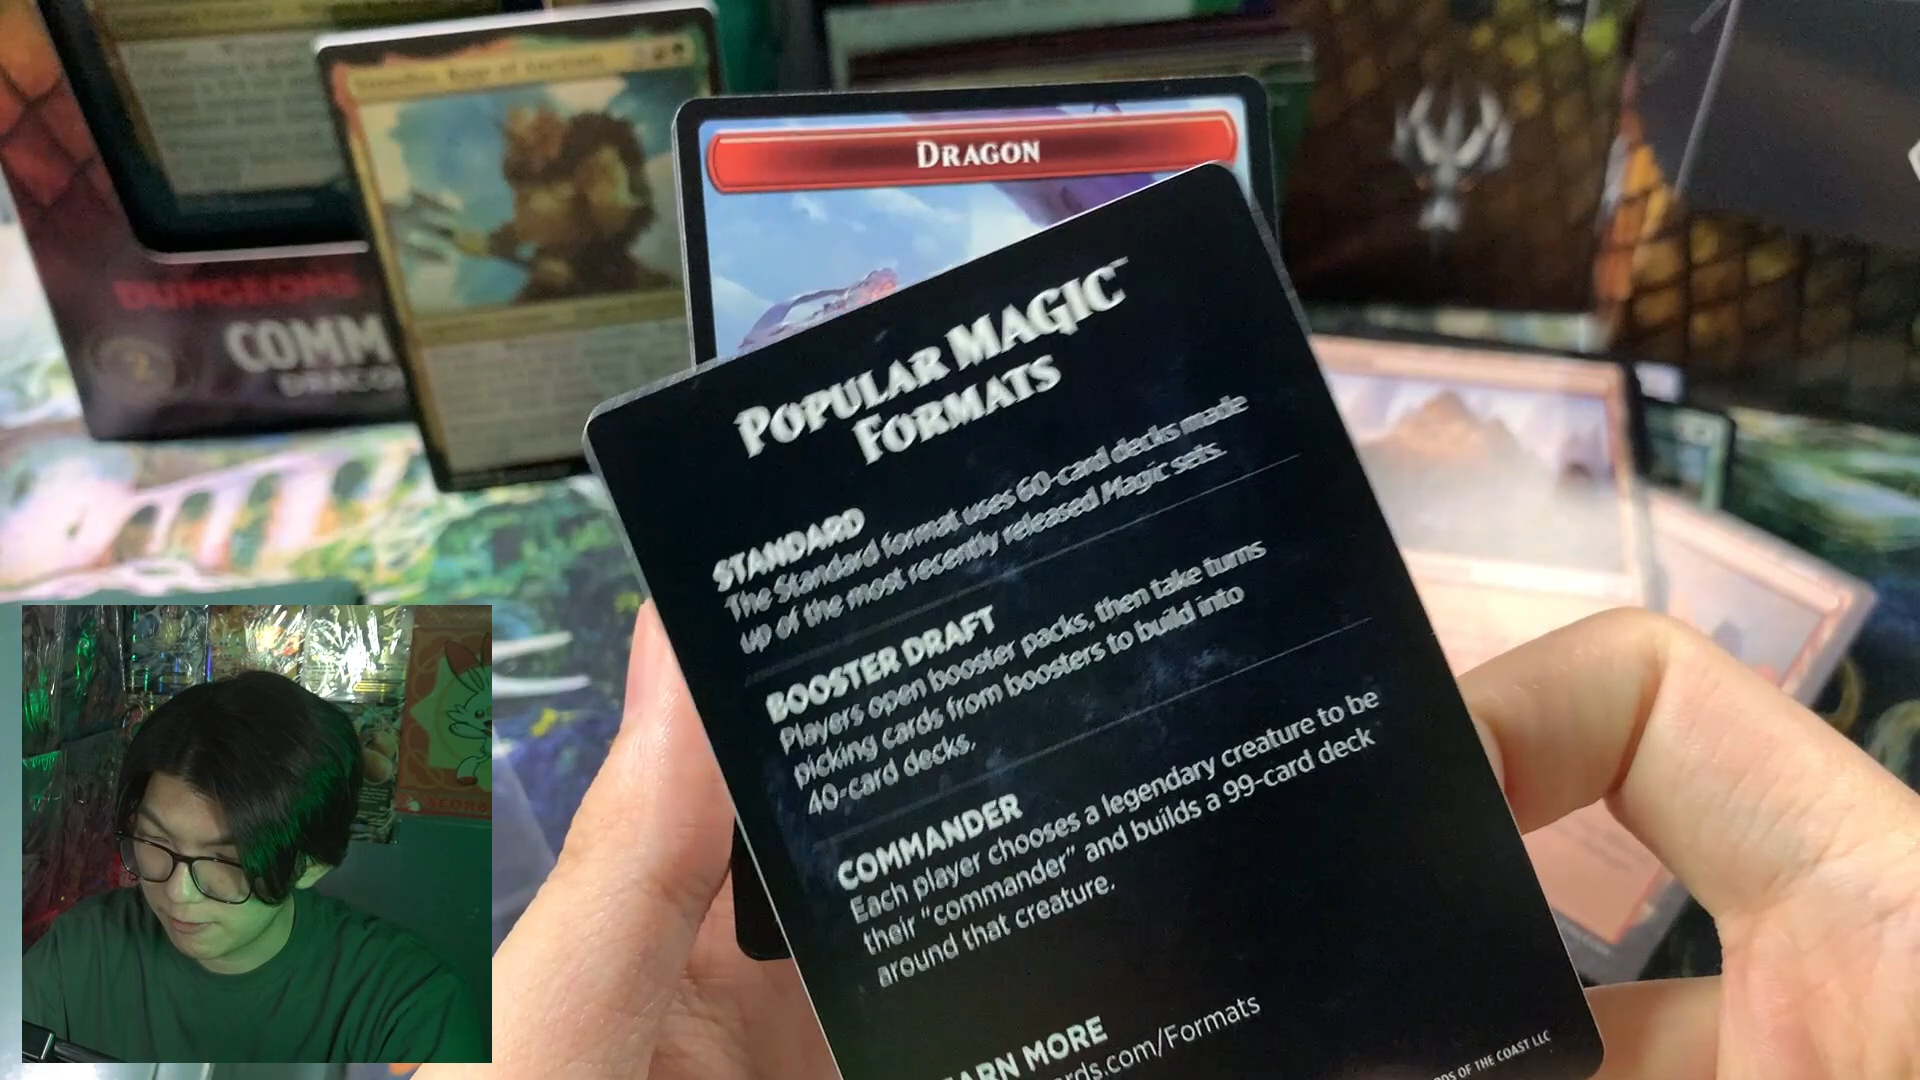 DRAGON
DUNGEONS
COMM
POPULAR MAGIC™
FORMATS
STANDARD
The Standard format uses 60-card decks made
up of the most recently released Magic sets.
BOOSTER DRAFT
Players open booster packs, then take turns
picking cards from boosters to build into
40-card decks.
COMMANDER
Each player chooses a legendary creature to be
their “commander” and builds a 99-card deck
around that creature.
ARN MORE
rds.com/Formats
OF THE COAST LLC